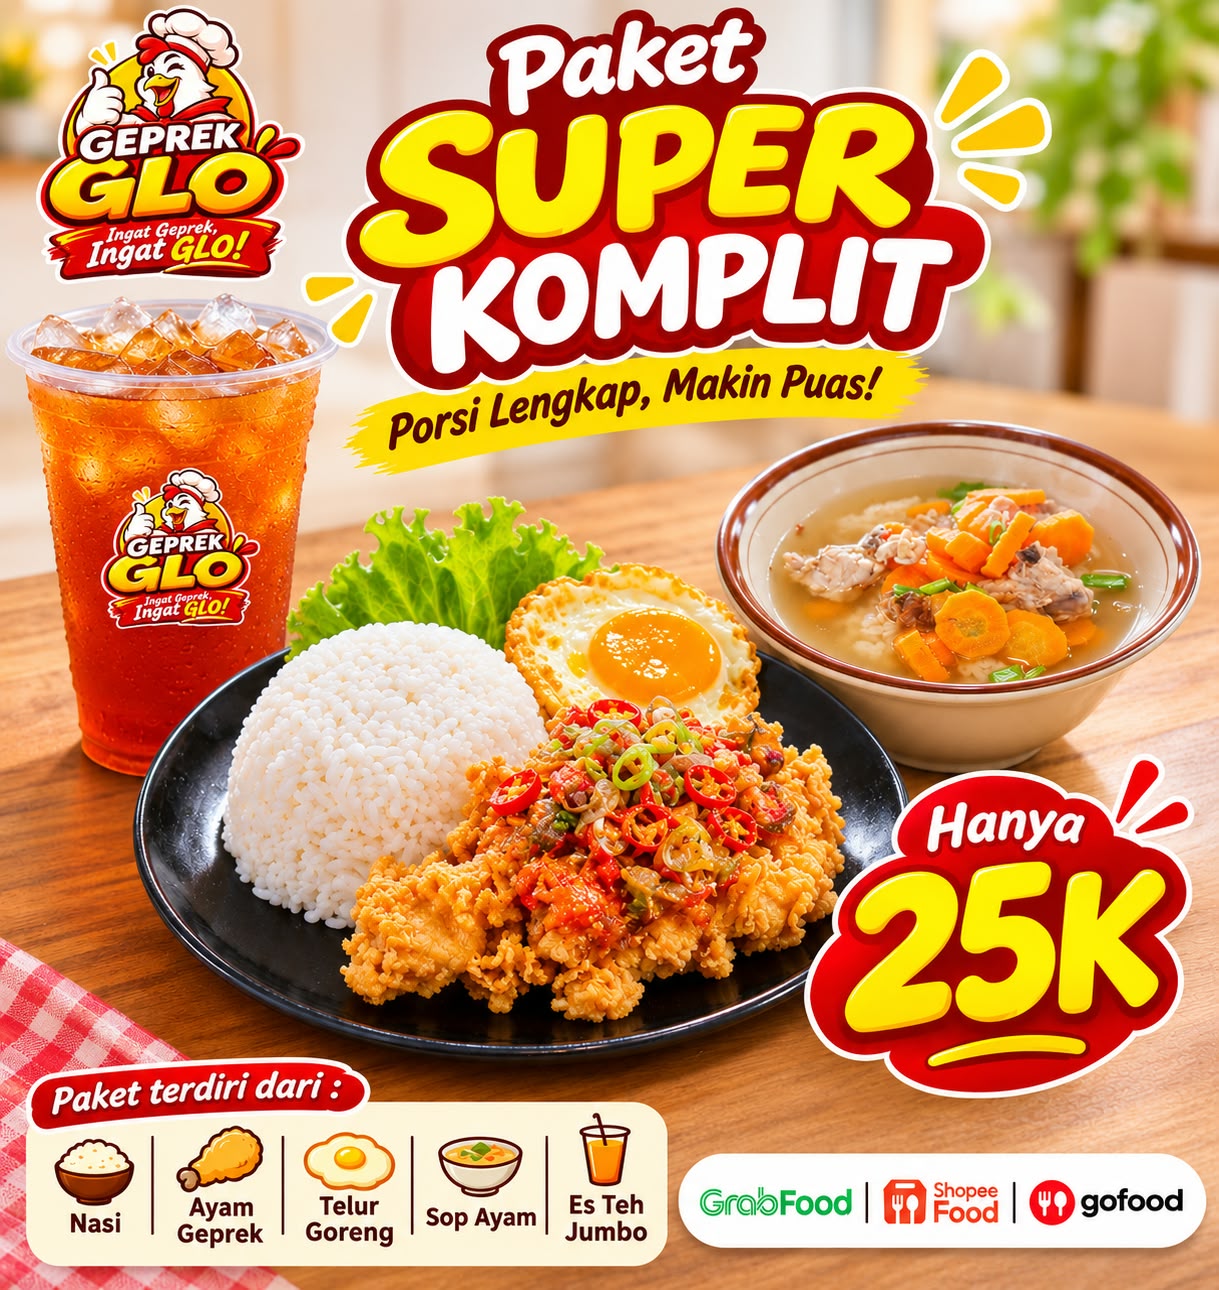 GEPREK
GLO
Ingat Geprek,
Ingat GLO!
Paket
SUPER
KOMPLIT
Porsi Lengkap, Makin Puas!
GEPREK
GLO
Ingat Geprek,
Ingat GLO!
Hanya
25K
Paket terdiri dari :
Nasi
Ayam
Geprek
Telur
Goreng
Sop Ayam
Es Teh
Jumbo
GrabFood
Shopee
Food
gofood